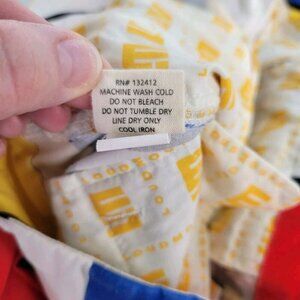 RN# 132412
MACHINE WASH COLD
DO NOT BLEACH
DO NOT TUMBLE DRY
LINE DRY ONLY
COOL IRON